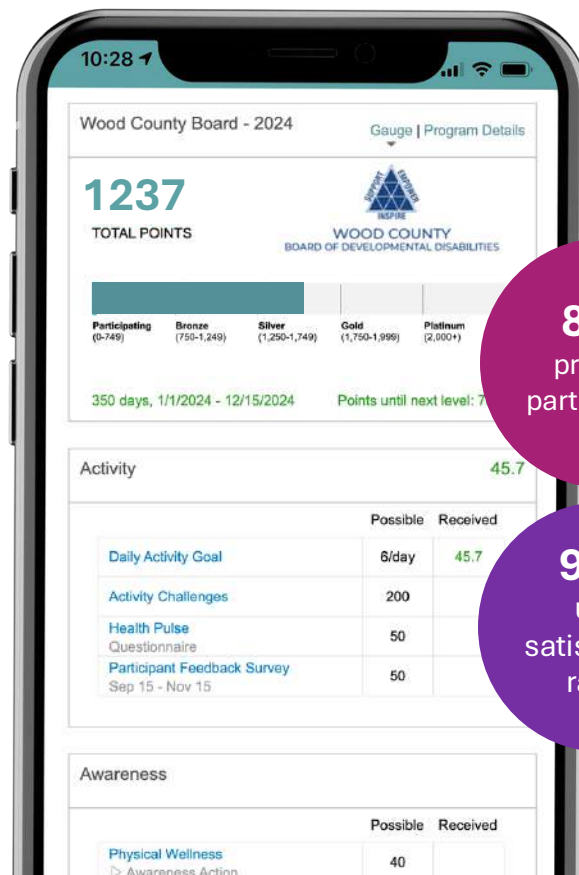 10:28
Wood County Board - 2024
Gauge | Program Details
1237
TOTAL POINTS
SUPPORT
EMPOWER
INSPIRE
WOOD COUNTY
BOARD OF DEVELOPMENTAL DISABILITIES
Participating Bronze Silver Gold Platinum
(0-749) (750-1,249) (1,250-1,749) (1,750-1,999) (2,000+)
350 days, 1/1/2024 - 12/15/2024 Points until next level: 7
Activity 45.7
Possible Received
Daily Activity Goal 6/day 45.7
Activity Challenges 200
Health Pulse 50
Questionnaire
Participant Feedback Survey 50
Sep 15 - Nov 15
Awareness
Possible Received
Physical Wellness 40
Awareness Action
8
pr
part
9
satis
ra